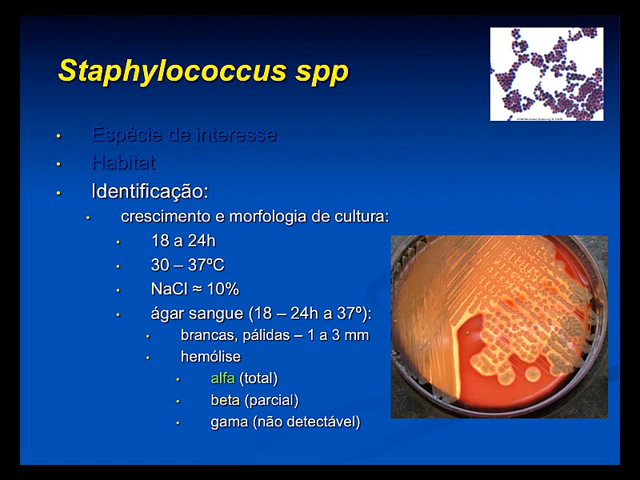 Staphylococcus spp
Espécie de interesse
Habitat
Identificação:
crescimento e morfologia de cultura:
18 a 24h
30 – 37ºC
NaCl ≈ 10%
ágar sangue (18 – 24h a 37º):
brancas, pálidas – 1 a 3 mm
hemólise
alfa (total)
beta (parcial)
gama (não detectável)